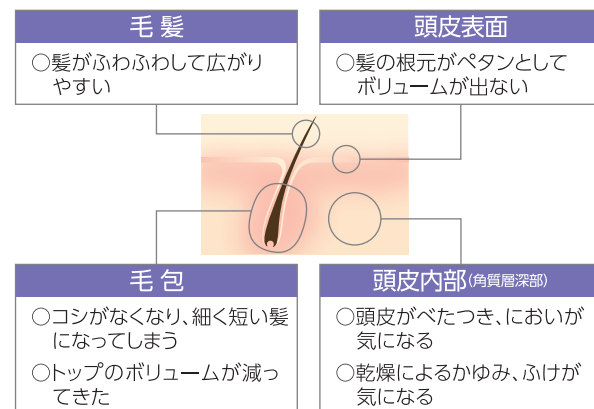 毛髪
○髪がふわふわして広がり
やすい
頭皮表面
○髪の根元がペタンとして
ボリュームが出ない
毛包
○コシがなくなり、細く短い髪
になってしまう
○トップのボリュームが減っ
てきた
頭皮内部(角質層深部)
○頭皮がべたつき、においが
気になる
○乾燥によるかゆみ、ふけが
気になる